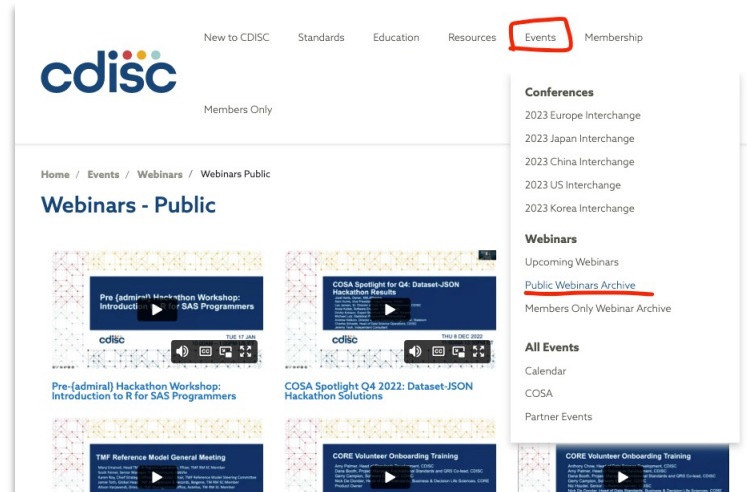 New to CDISC
Standards
Education
Resources
Events
Membership
cdisc
Members Only
Conferences
2023 Europe Interchange
2023 Japan Interchange
2023 China Interchange
2023 US Interchange
2023 Korea Interchange
Webinars
Upcoming Webinars
Public Webinars Archive
Members Only Webinar Archive
All Events
Calendar
COSA
Partner Events
Home / Events / Webinars / Webinars Public
Webinars - Public
Pre {admiral} Hackathon Workshop:
Introduction R for SAS Programmers
cdisc
TUE 17 JAN
Pre-{admiral} Hackathon Workshop:
Introduction to R for SAS Programmers
COSA Spotlight for Q4: Dataset-JSON
Hackathon Results
cdisc
THU 8 DEC 2022
COSA Spotlight Q4 2022: Dataset-JSON
Hackathon Solutions
TMF Reference Model General Meeting
CORE Volunteer Onboarding Training
CORE Volunteer Onboarding Training